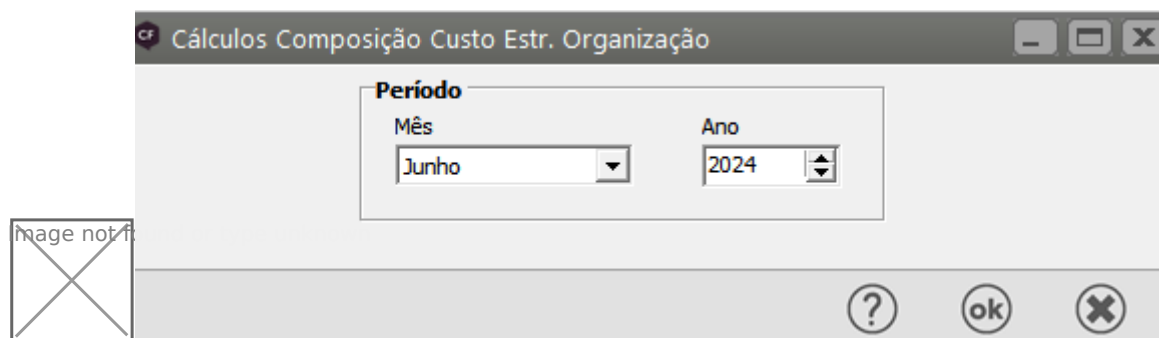 CF
Cálculos Composição Custo Estr. Organização
Período
Mês
Ano
Junho
2024
Image not f
?
ok